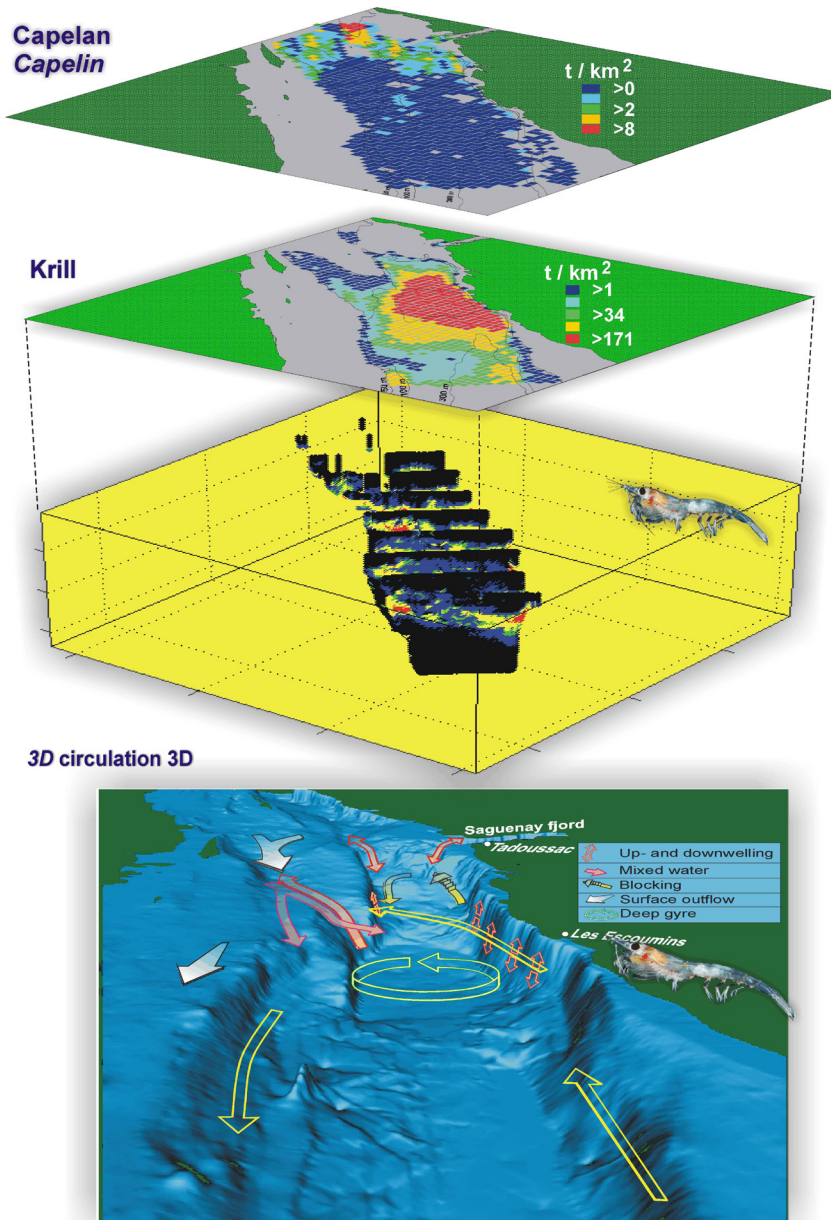 Capelan
Capelin
t / km²
>0
>2
>8
Krill
t / km²
>1
>34
>171
3D circulation 3D
Saguenay fjord
Tadoussac
Up- and downwelling
Mixed water
Blocking
Surface outflow
Deep gyre
Les Escoumins